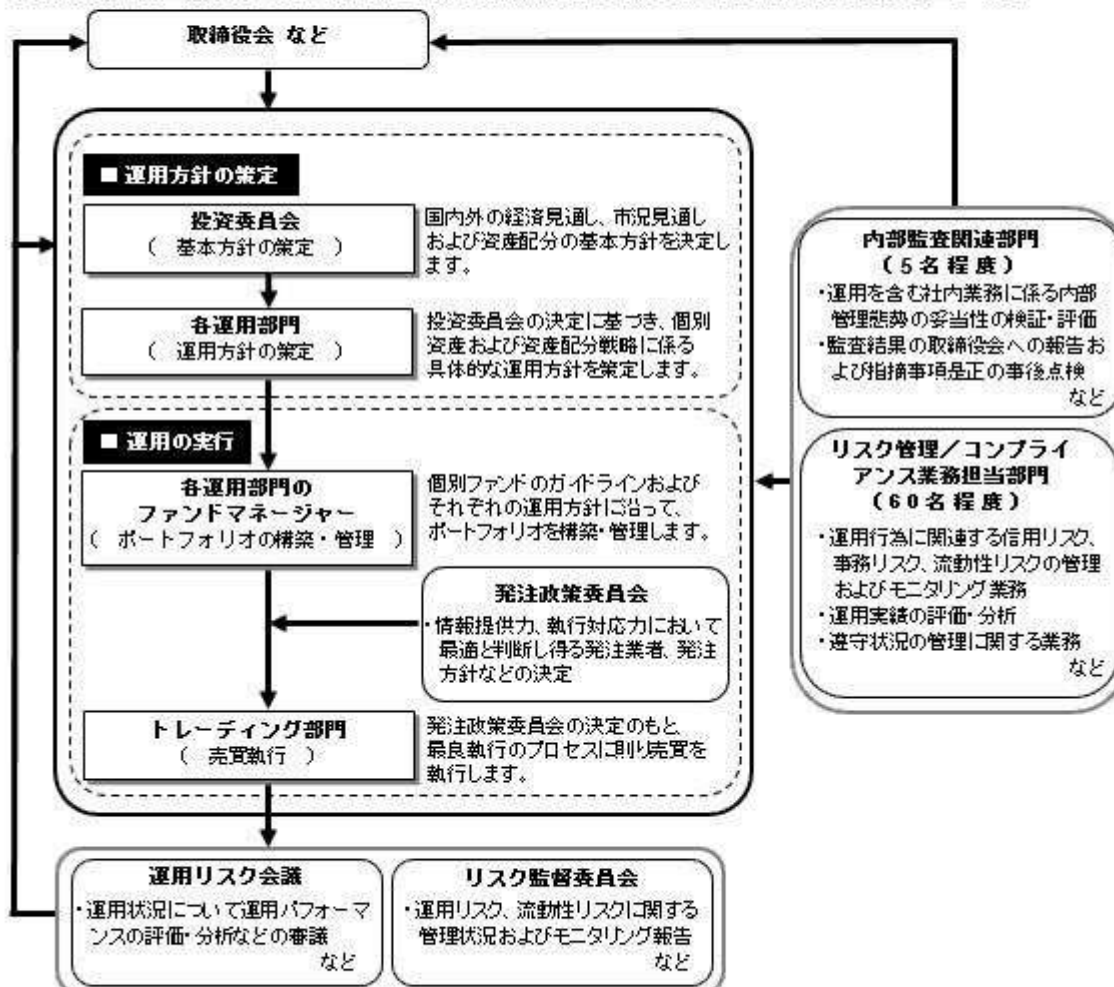 取締役会 など
■ 運用方針の策定
投資委員会
（ 基本方針の策定 ）
国内外の経済見通し、市況見通し
および資産配分の基本方針を決定し
ます。
各運用部門
（ 運用方針の策定 ）
投資委員会の決定に基づき、個別
資産および資産配分戦略に係る
具体的な運用方針を策定します。
■ 運用の実行
各運用部門の
ファンドマネージャー
（ ポートフォリオの構築・管理 ）
個別ファンドのガイドラインおよび
それぞれの運用方針に沿って、
ポートフォリオを構築・管理します。
発注政策委員会
・情報提供力、執行対応力において
最適と判断し得る発注業者、発注
方針などの決定
トレーディング部門
（ 売買執行 ）
発注政策委員会の決定のもと、
最良執行のプロセスに則り売買を
執行します。
内部監査関連部門
（５名程度）
・運用を含む社内業務に係る内部
管理態勢の妥当性の検証・評価
・監査結果の取締役会への報告お
よび指摘事項是正の事後点検
など
リスク管理／コンプライ
アンス業務担当部門
（６０名程度）
・運用行為に関連する信用リスク、
事務リスク、流動性リスクの管理
およびモニタリング業務
・運用実績の評価・分析
・遵守状況の管理に関する業務
など
運用リスク会議
・運用状況について運用パフォーマ
ンスの評価・分析などの審議
など
リスク監督委員会
・運用リスク、流動性リスクに関する
管理状況およびモニタリング報告
など